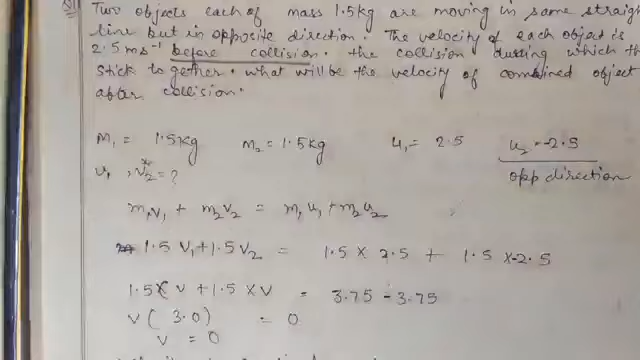 Two objects each of mass 1.5kg are moving in same straigh
line but in opposite direction. The velocity of each object is
2.5 ms⁻¹ before collision. the collision during which th
stick together. what will be the velocity of combined object
after collision.
m₁ = 1.5kg m₂ = 1.5kg u₁ = 2.5 u₂ = -2.5
opp direction
v₁, v₂ = ?
m₁v₁ + m₂v₂ = m₁u₁ + m₂u₂
1.5 v₁ + 1.5 v₂ = 1.5 × 2.5 + 1.5 × -2.5
1.5 × v + 1.5 × v = 3.75 - 3.75
v ( 3.0 ) = 0
v = 0